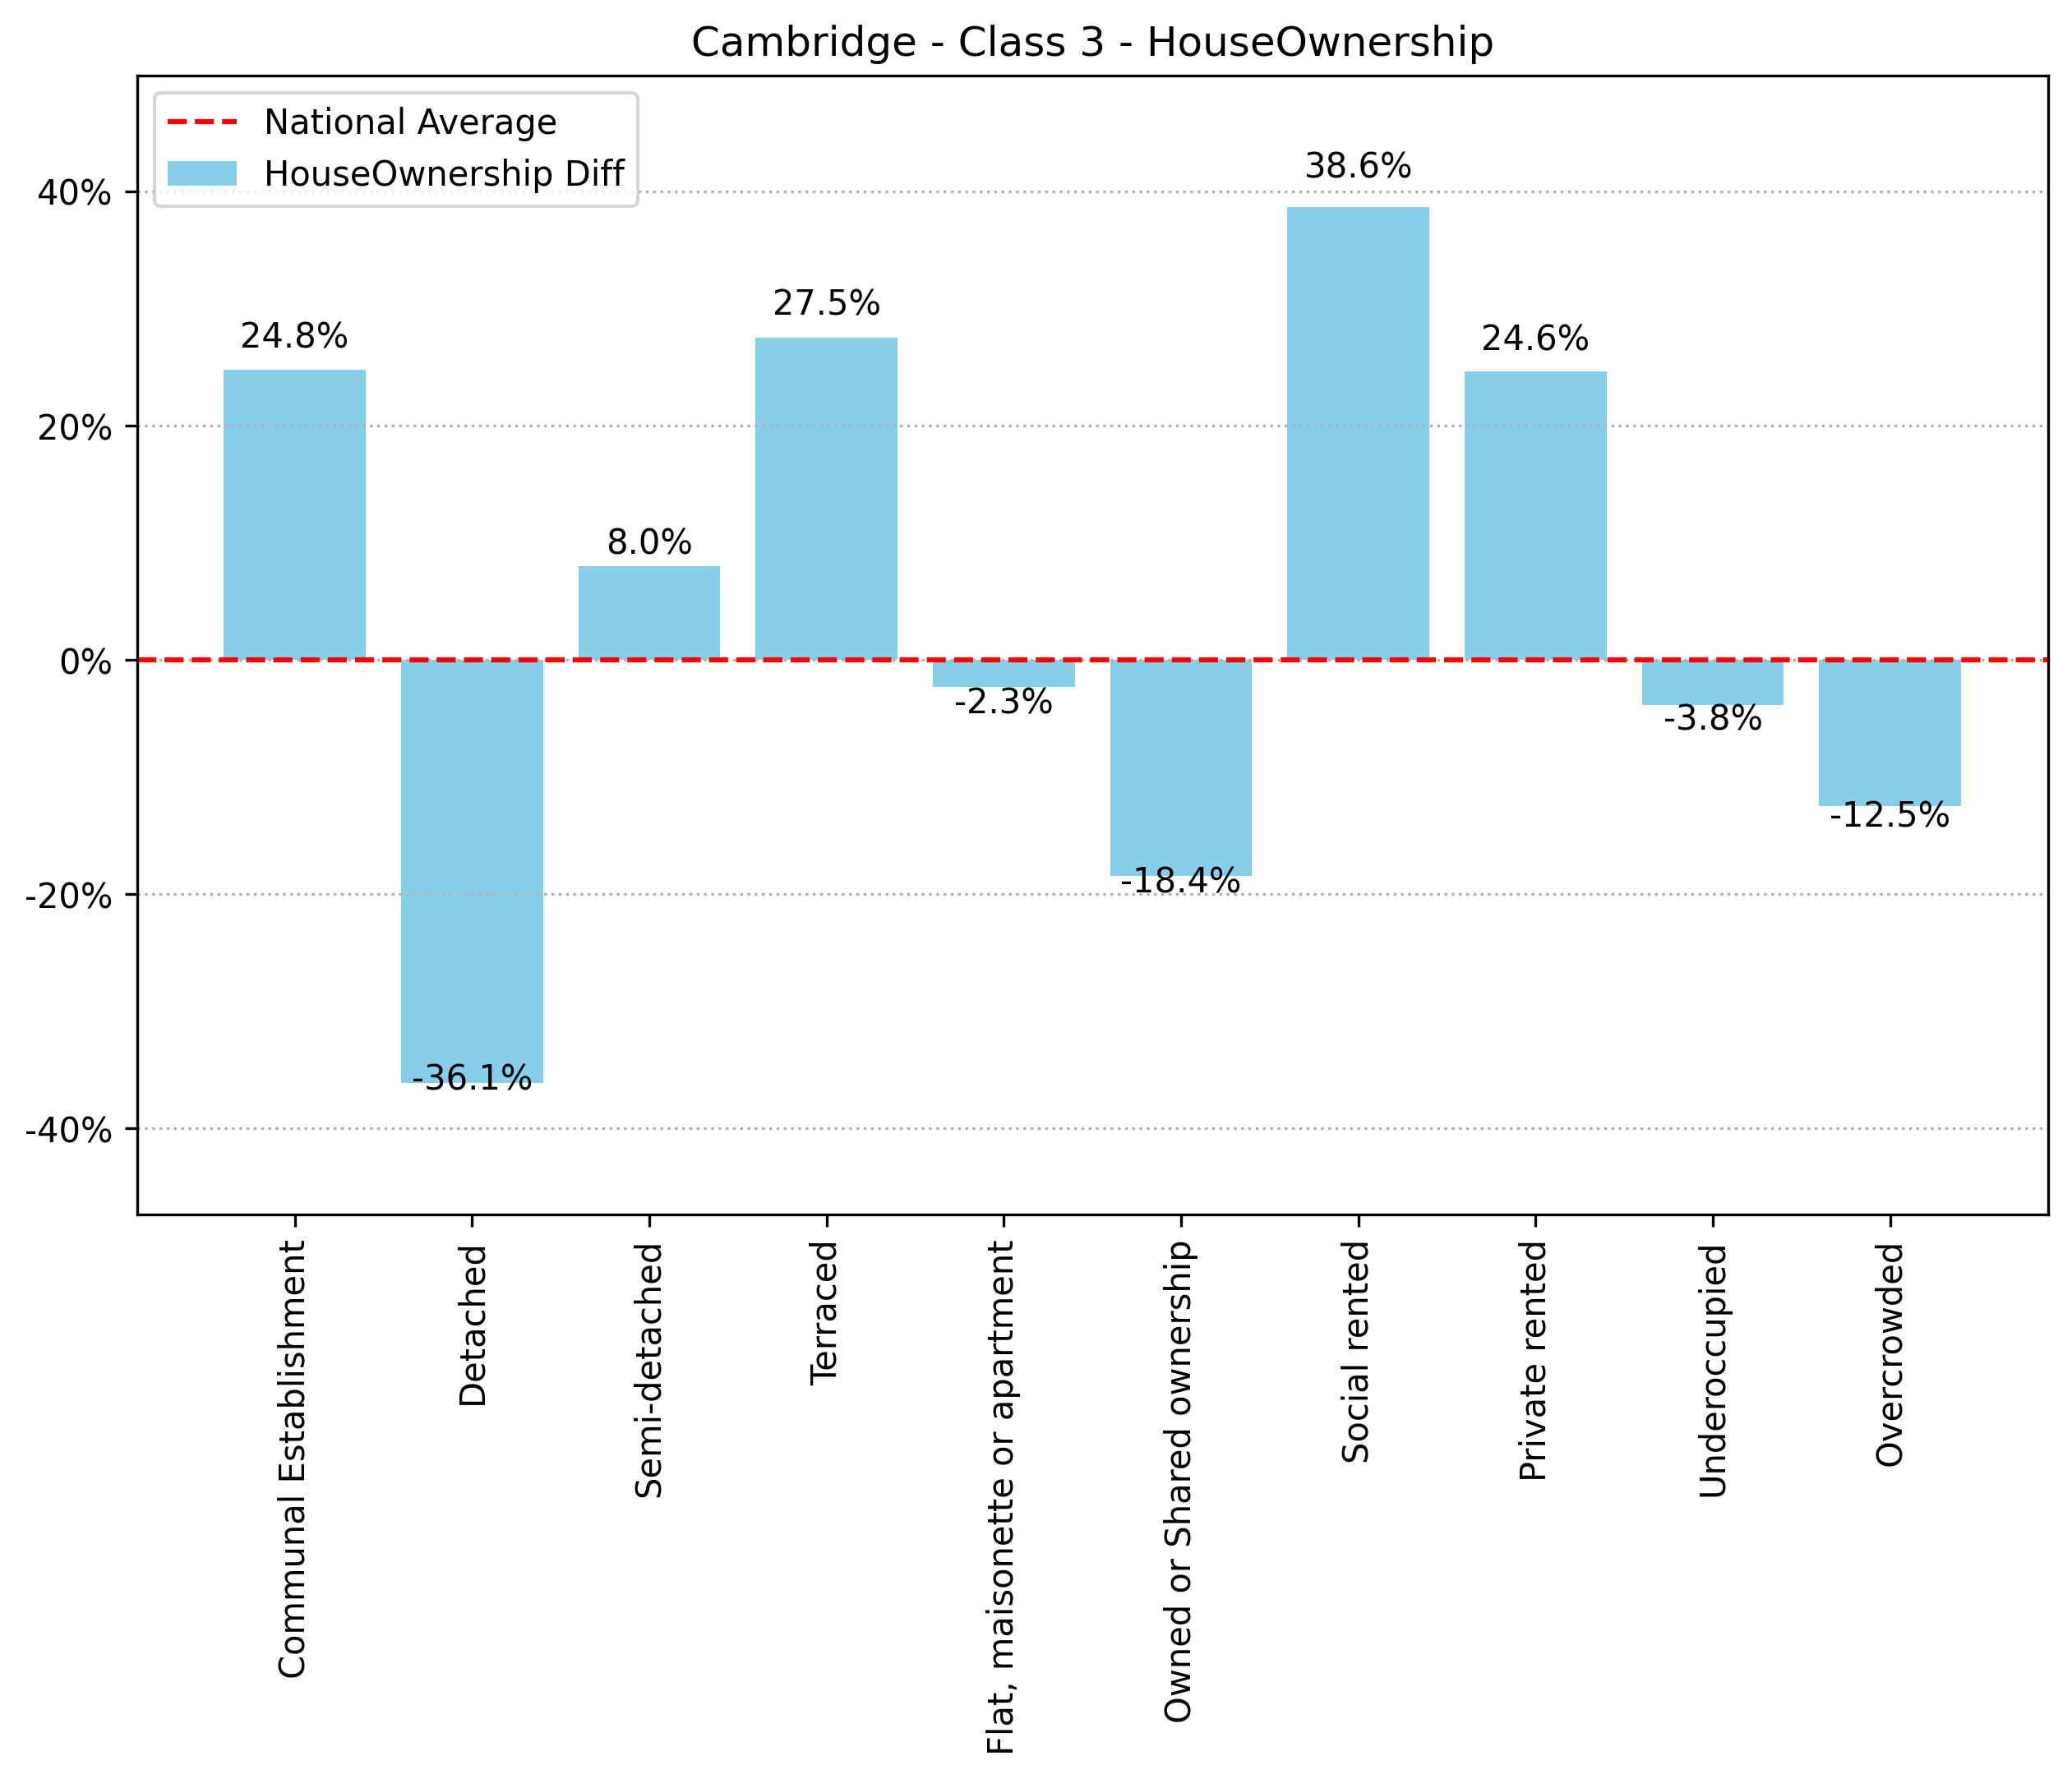 Cambridge - Class 3 - HouseOwnership
National Average
HouseOwnership Diff
40%
20%
0%
-20%
-40%
24.8%
-36.1%
8.0%
27.5%
-2.3%
-18.4%
38.6%
24.6%
-3.8%
-12.5%
Communal Establishment
Detached
Semi-detached
Terraced
Flat, maisonette or apartment
Owned or Shared ownership
Social rented
Private rented
Underoccupied
Overcrowded